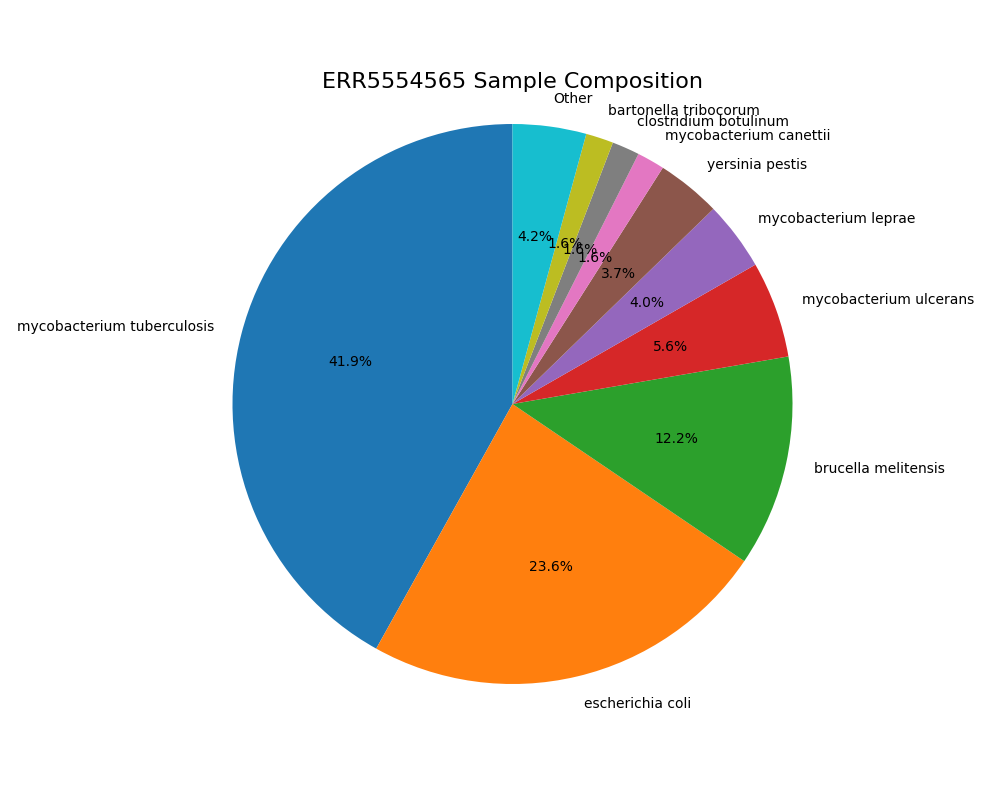 ERR5554565 Sample Composition
Other
bartonella tribocorum
clostridium botulinum
mycobacterium canettii
yersinia pestis
mycobacterium leprae
mycobacterium ulcerans
brucella melitensis
escherichia coli
mycobacterium tuberculosis
4.2%
1.6%
1.6%
1.6%
3.7%
4.0%
5.6%
12.2%
23.6%
41.9%